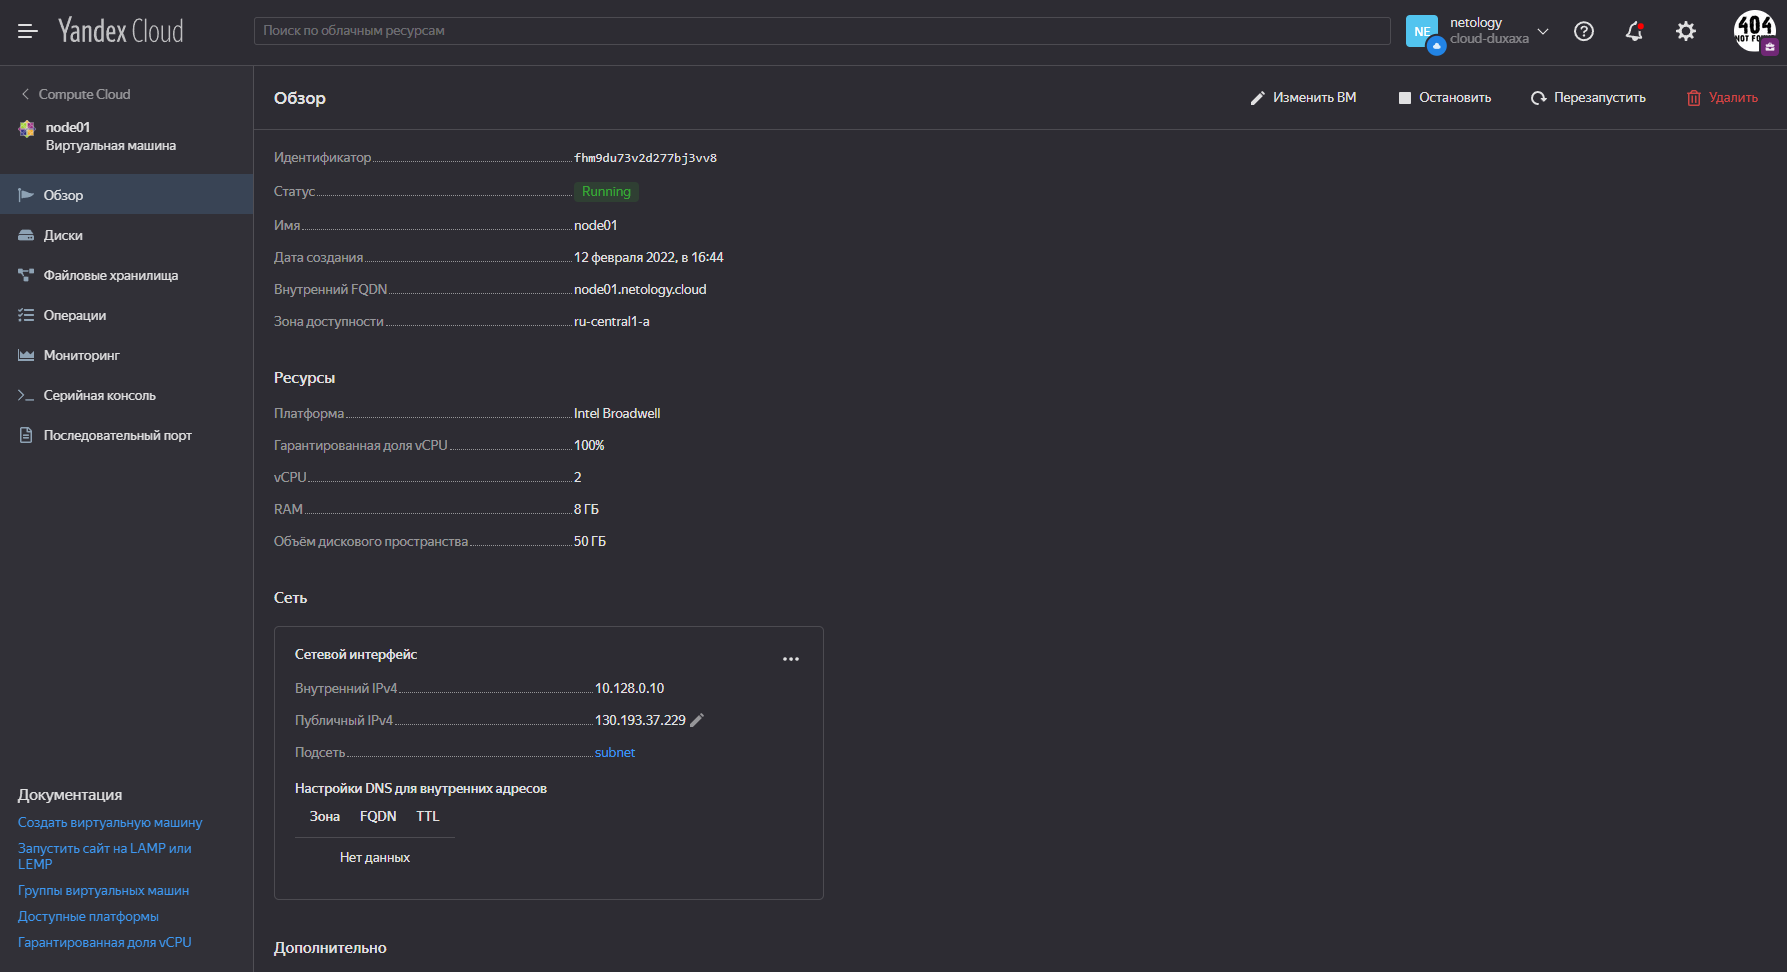 Yandex Cloud
Поиск по облачным ресурсам
NE
netology
cloud-duxaxa
404
NOT FO
Compute Cloud
node01
Виртуальная машина
Обзор
Диски
Файловые хранилища
Операции
Мониторинг
Серийная консоль
Последовательный порт
Документация
Создать виртуальную машину
Запустить сайт на LAMP или
LEMP
Группы виртуальных машин
Доступные платформы
Гарантированная доля vCPU
Обзор
Изменить ВМ
Остановить
Перезапустить
Удалить
Идентификатор fhm9du73v2d277bj3vv8
Статус Running
Имя node01
Дата создания 12 февраля 2022, в 16:44
Внутренний FQDN node01.netology.cloud
Зона доступности ru-central1-a
Ресурсы
Платформа Intel Broadwell
Гарантированная доля vCPU 100%
vCPU 2
RAM 8 ГБ
Объём дискового пространства 50 ГБ
Сеть
Сетевой интерфейс
Внутренний IPv4 10.128.0.10
Публичный IPv4 130.193.37.229
Подсеть subnet
Настройки DNS для внутренних адресов
Зона FQDN TTL
Нет данных
Дополнительно